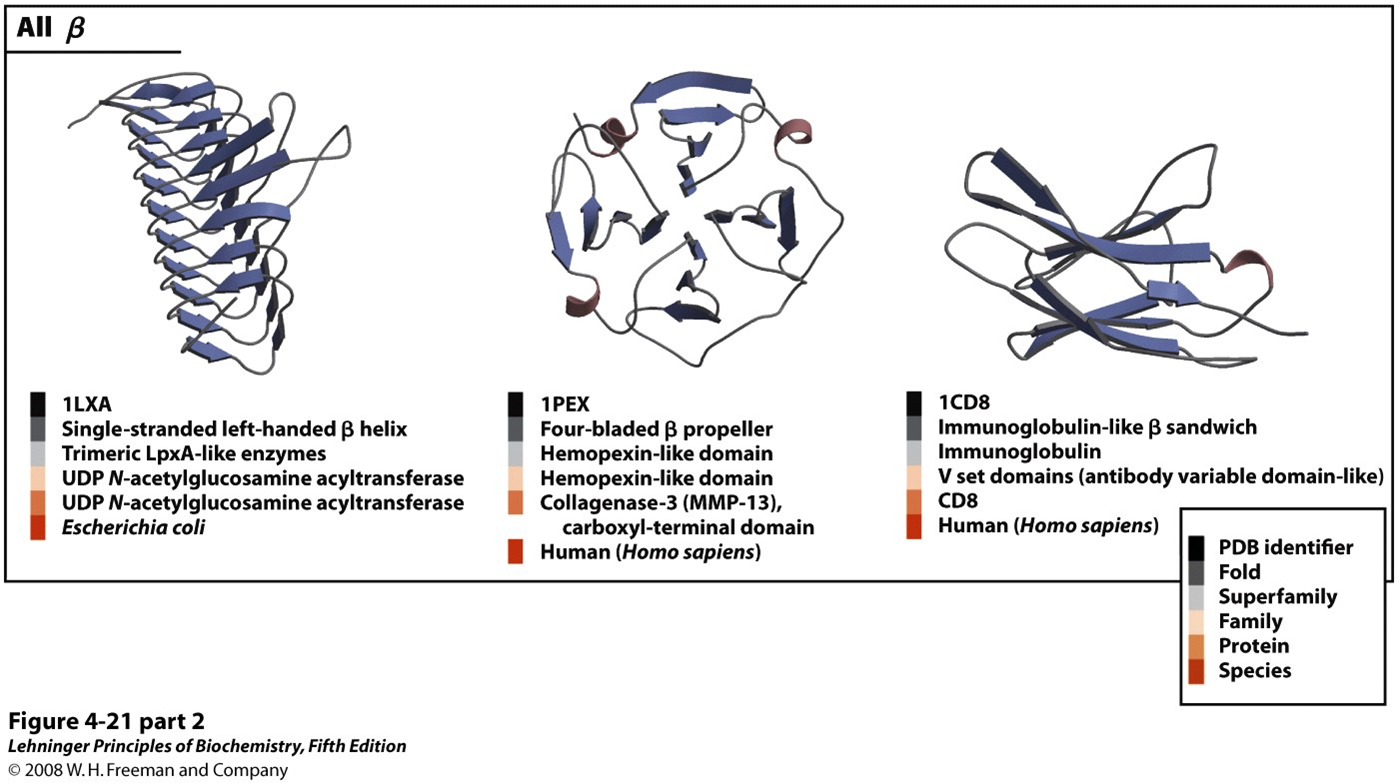 All β
1LXA
Single-stranded left-handed β helix
Trimeric LpxA-like enzymes
UDP N-acetylglucosamine acyltransferase
UDP N-acetylglucosamine acyltransferase
Escherichia coli
1PEX
Four-bladed β propeller
Hemopexin-like domain
Hemopexin-like domain
Collagenase-3 (MMP-13),
carboxyl-terminal domain
Human (Homo sapiens)
1CD8
Immunoglobulin-like β sandwich
Immunoglobulin
V set domains (antibody variable domain-like)
CD8
Human (Homo sapiens)
PDB identifier
Fold
Superfamily
Family
Protein
Species
Figure 4-21 part 2
Lehninger Principles of Biochemistry, Fifth Edition
© 2008 W. H. Freeman and Company